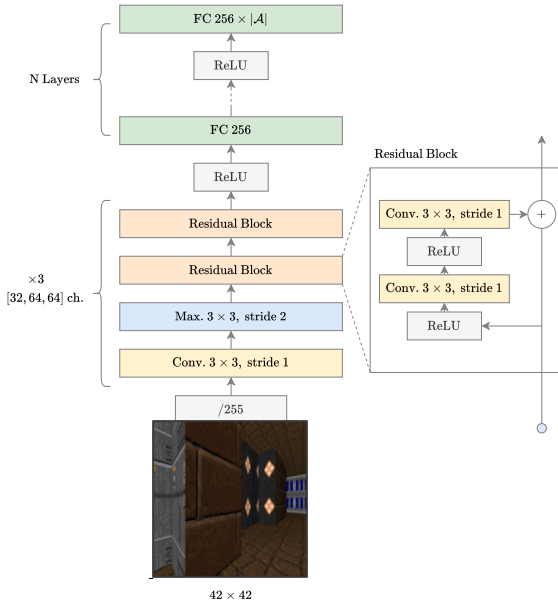 FC 256 × |𝒜|
ReLU
N Layers
FC 256
ReLU
Residual Block
Residual Block
×3
[32, 64, 64] ch.
Max. 3 × 3, stride 2
Conv. 3 × 3, stride 1
/255
42 × 42
Residual Block
Conv. 3 × 3, stride 1
+
ReLU
Conv. 3 × 3, stride 1
ReLU